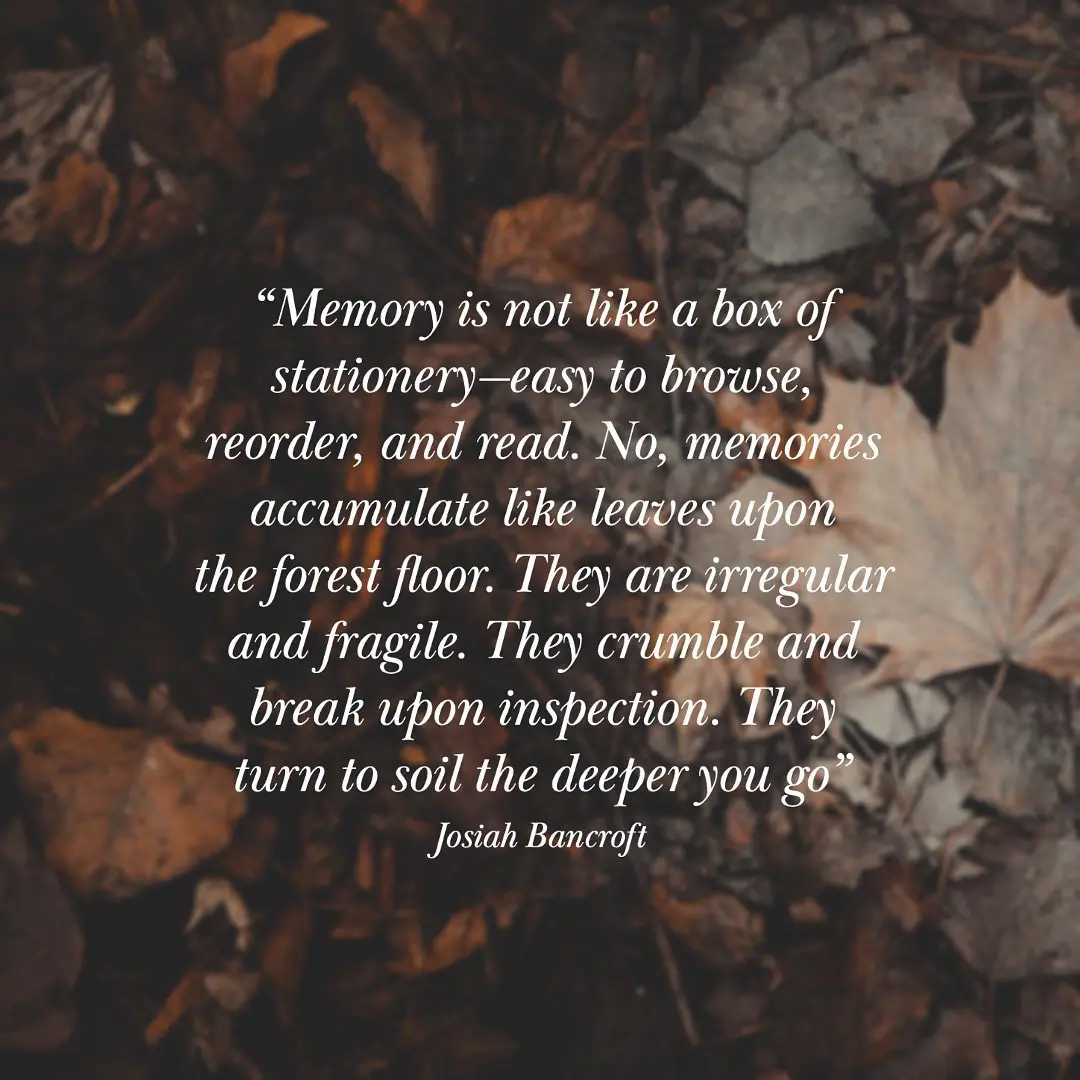 “Memory is not like a box of
stationery—easy to browse,
reorder, and read. No, memories
accumulate like leaves upon
the forest floor. They are irregular
and fragile. They crumble and
break upon inspection. They
turn to soil the deeper you go”
Josiah Bancroft